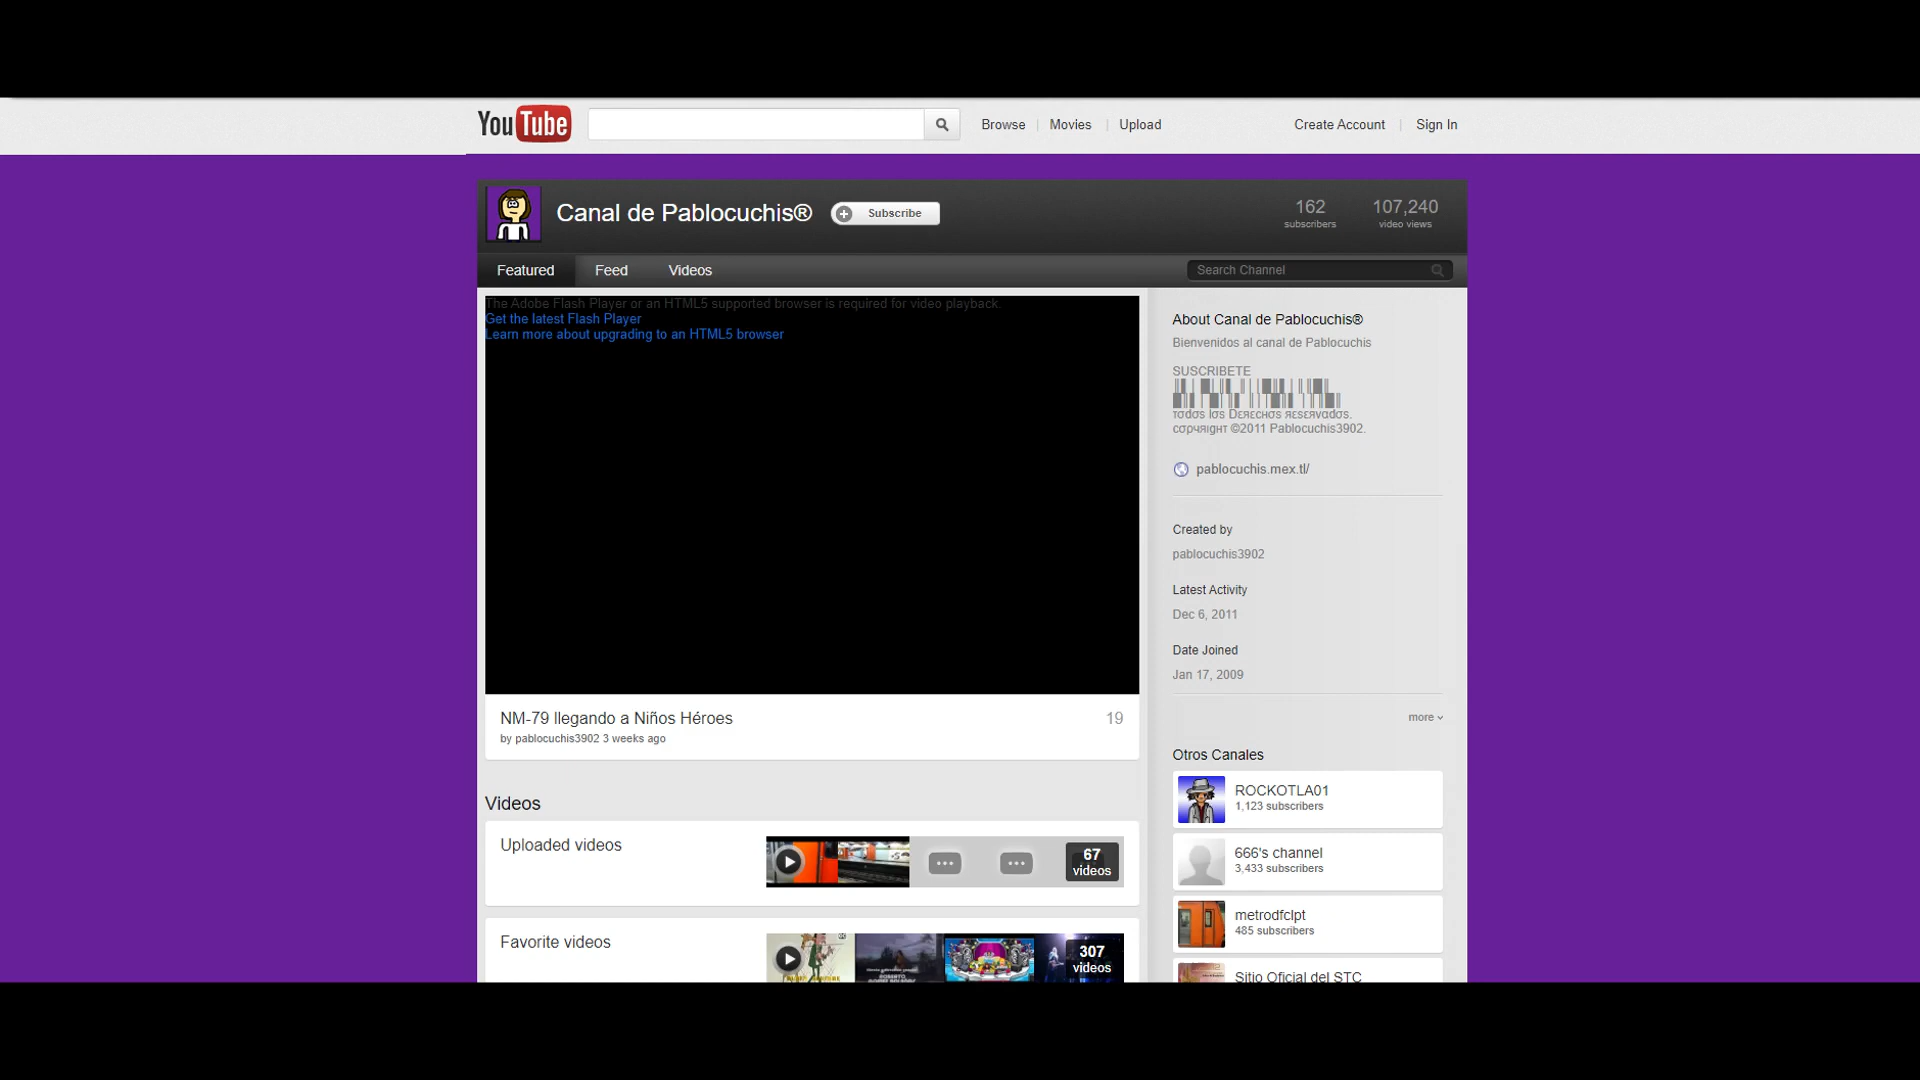 YouTube
Browse
Movies
Upload
Create Account
Sign In
Canal de Pablocuchis®
Subscribe
162
subscribers
107,240
video views
Featured
Feed
Videos
Search Channel
The Adobe Flash Player or an HTML5 supported browser is required for video playback.
Get the latest Flash Player
Learn more about upgrading to an HTML5 browser
NM-79 llegando a Niños Héroes
19
by pablocuchis3902 3 weeks ago
Videos
Uploaded videos
67
videos
Favorite videos
307
videos
About Canal de Pablocuchis®
Bienvenidos al canal de Pablocuchis
SUSCRIBETE
©2011 Pablocuchis3902.
pablocuchis.mex.tl/
Created by
pablocuchis3902
Latest Activity
Dec 6, 2011
Date Joined
Jan 17, 2009
more
Otros Canales
ROCKOTLA01
1,123 subscribers
666's channel
3,433 subscribers
metrodfclpt
485 subscribers
Sitio Oficial del STC